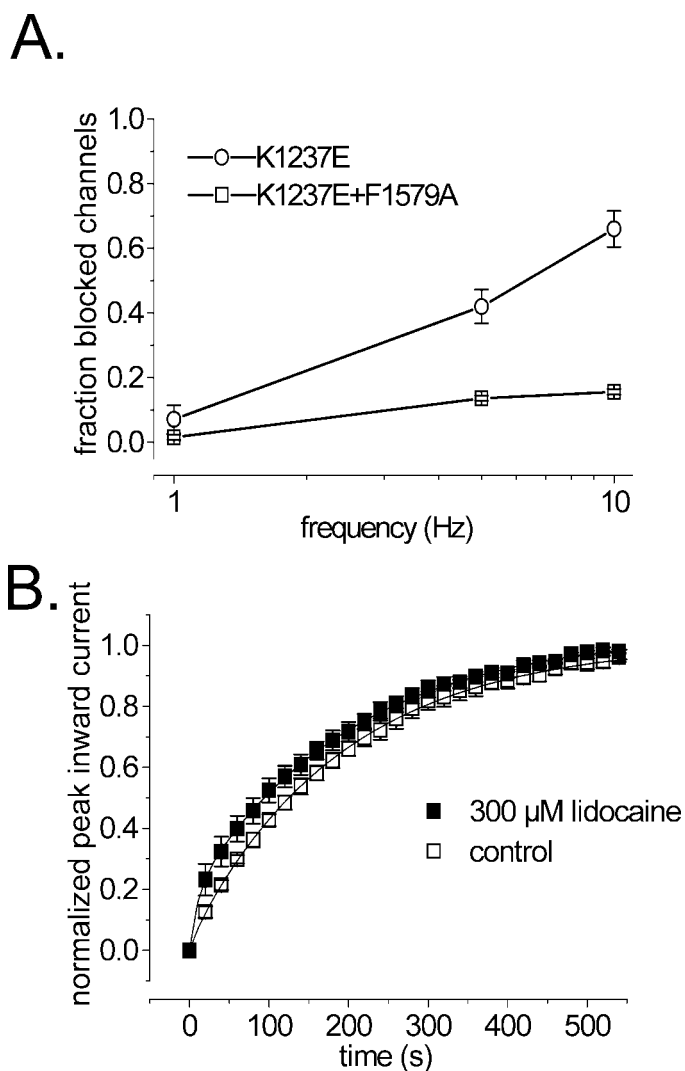 A.
fraction blocked channels
1.0
0.8
0.6
0.4
0.2
0.0
K1237E
K1237E+F1579A
1
10
frequency (Hz)
B.
normalized peak inward current
1.0
0.8
0.6
0.4
0.2
0.0
300 µM lidocaine
control
0
100
200
300
400
500
time (s)